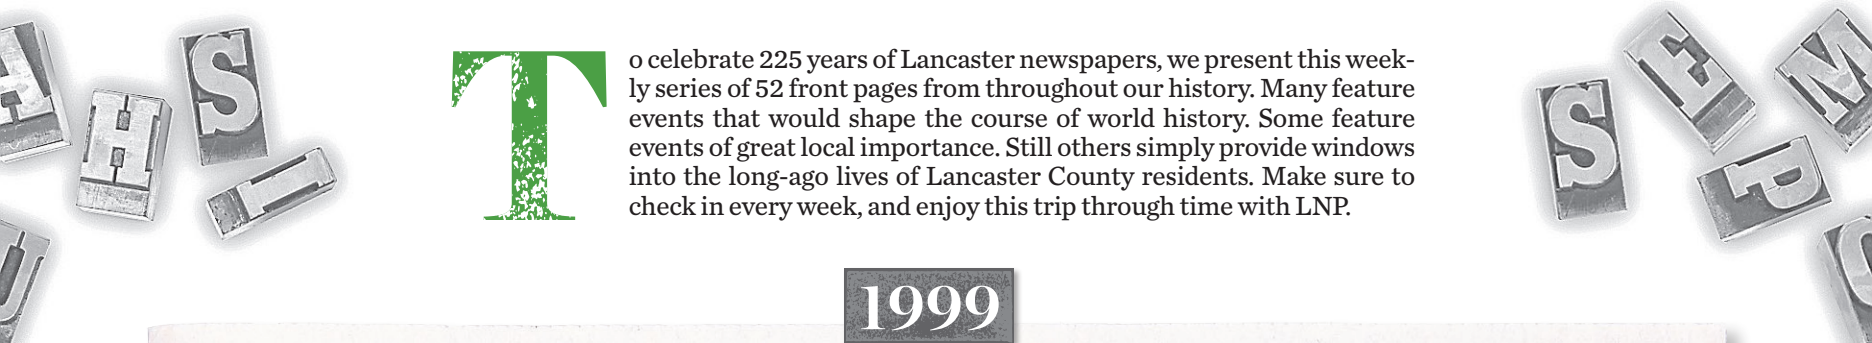 To celebrate 225 years of Lancaster newspapers, we present this week-
ly series of 52 front pages from throughout our history. Many feature
events that would shape the course of world history. Some feature
events of great local importance. Still others simply provide windows
into the long-ago lives of Lancaster County residents. Make sure to
check in every week, and enjoy this trip through time with LNP.
1999
A
H
S
I
U
S
E
M
P